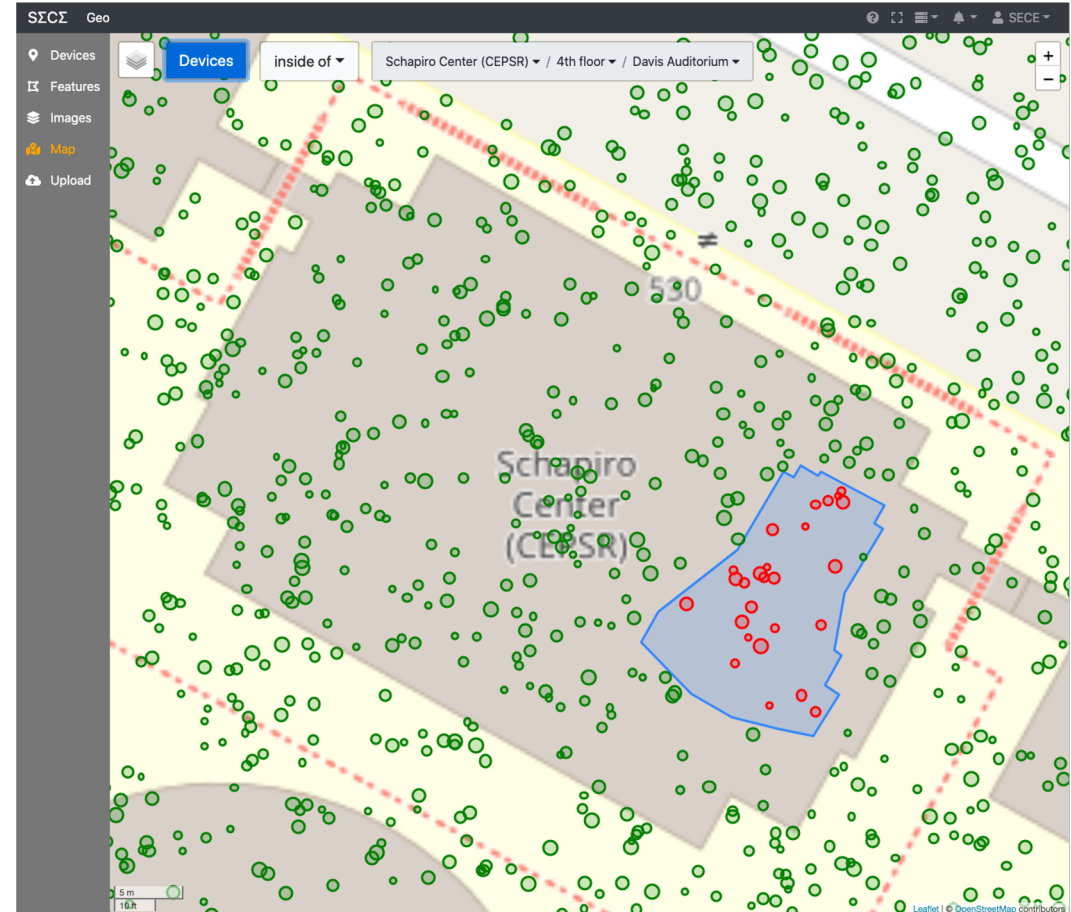 SΣCΣ Geo SECE
Devices
Features
Images
Map
Upload
Devices inside of Schapiro Center (CEPSR) / 4th floor / Davis Auditorium
+
−
530
Schapiro
Center
(CEPSR)
5 m
10 ft
Leaflet | © OpenStreetMap contributors